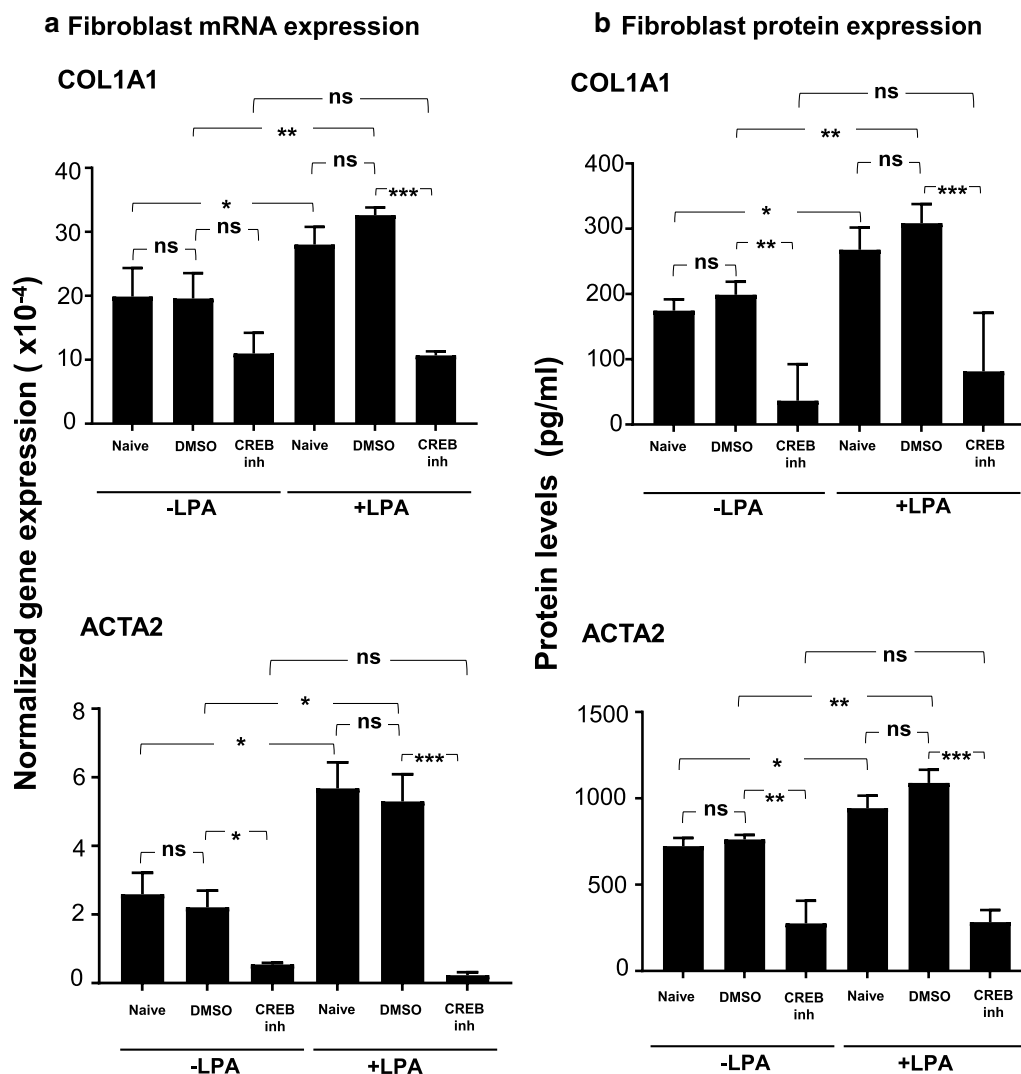 a Fibroblast mRNA expression
COL1A1
ns
**
ns
***
*
ns
ns
40
30
20
10
0
Naive DMSO CREB inh Naive DMSO CREB inh
-LPA +LPA
Normalized gene expression ( x10-4)
ACTA2
ns
*
ns
*
***
*
ns
8
6
4
2
0
Naive DMSO CREB inh Naive DMSO CREB inh
-LPA +LPA
b Fibroblast protein expression
COL1A1
ns
**
ns
***
*
**
ns
400
300
200
100
0
Naive DMSO CREB inh Naive DMSO CREB inh
-LPA +LPA
Protein levels (pg/ml)
ACTA2
ns
**
ns
***
*
**
ns
1500
1000
500
0
Naive DMSO CREB inh Naive DMSO CREB inh
-LPA +LPA